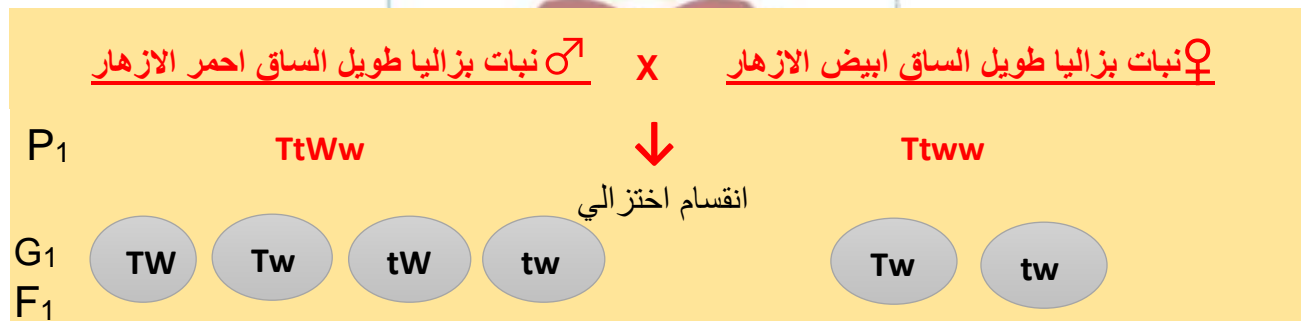 ♀نبات بزاليا طويل الساق ابيض الازهار X ♂ نبات بزاليا طويل الساق احمر الازهار
P1 TtWw ↓ Ttww
انقسام اختزالي
G1 TW Tw tW tw Tw tw
F1